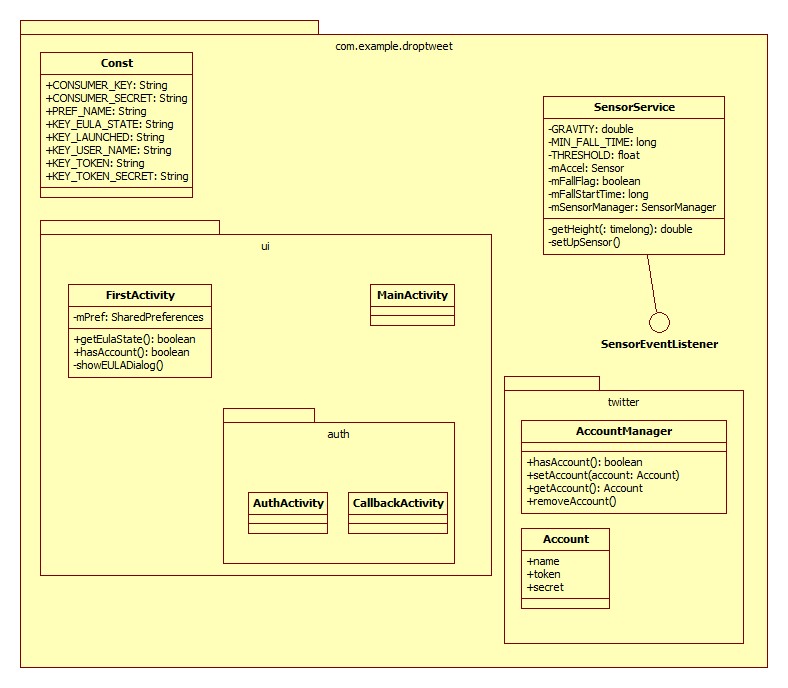 com.example.droptweet
Const
+CONSUMER_KEY: String
+CONSUMER_SECRET: String
+PREF_NAME: String
+KEY_EULA_STATE: String
+KEY_LAUNCHED: String
+KEY_USER_NAME: String
+KEY_TOKEN: String
+KEY_TOKEN_SECRET: String
SensorService
-GRAVITY: double
-MIN_FALL_TIME: long
-THRESHOLD: float
-mAccel: Sensor
-mFallFlag: boolean
-mFallStartTime: long
-mSensorManager: SensorManager
-getHeight(: timelong): double
-setUpSensor()
SensorEventListener
ui
FirstActivity
-mPref: SharedPreferences
+getEulaState(): boolean
+hasAccount(): boolean
-showEULADialog()
MainActivity
auth
AuthActivity
CallbackActivity
twitter
AccountManager
+hasAccount(): boolean
+setAccount(account: Account)
+getAccount(): Account
+removeAccount()
Account
+name
+token
+secret